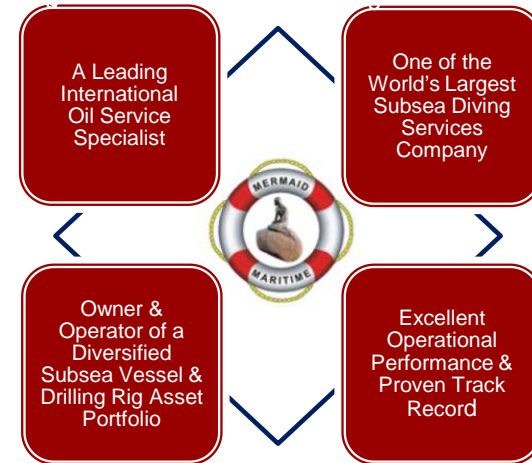 A Leading
International
Oil Service
Specialist
One of the
World's Largest
Subsea Diving
Services
Company
MERMAID
MARITIME
Owner &
Operator of a
Diversified
Subsea Vessel &
Drilling Rig Asset
Portfolio
Excellent
Operational
Performance &
Proven Track
Record